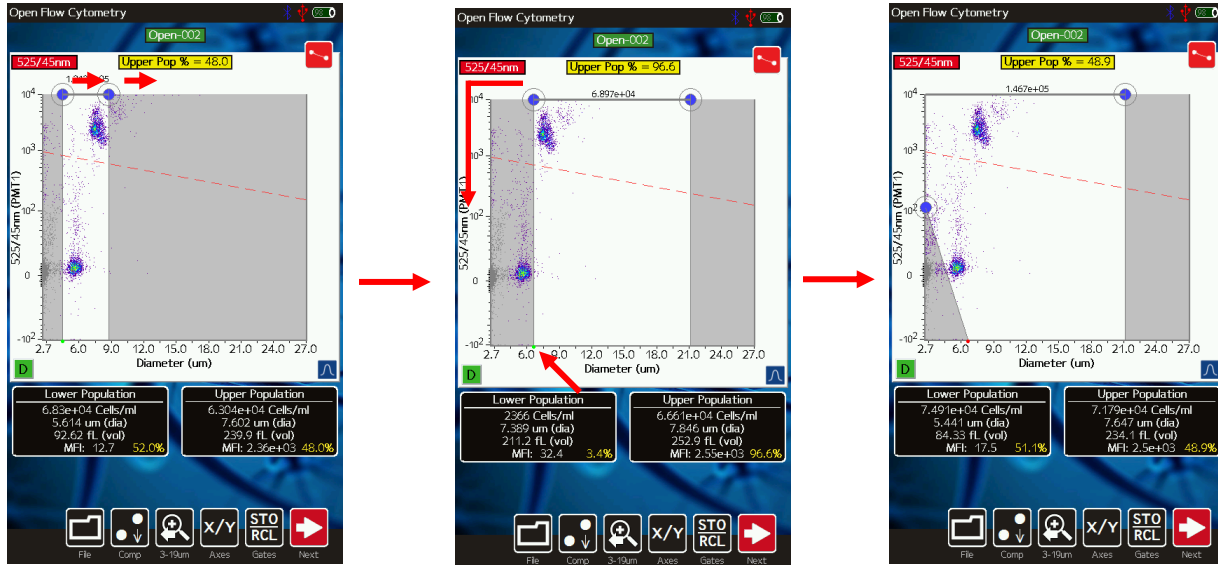 Open Flow Cytometry
98
Open-002
525/45nm
Upper Pop % = 48.0
10^4
10^3
10^2
0
-10^2
525/45nm (PMT1)
2.7 6.0 9.0 12.0 15.0 18.0 21.0 24.0 27.0
Diameter (um)
D
Lower Population
6.83e+04 Cells/ml
5.614 um (dia)
92.62 fL (vol)
MFI: 12.7 52.0%
Upper Population
6.304e+04 Cells/ml
7.602 um (dia)
239.9 fL (vol)
MFI: 2.36e+03 48.0%
File
Comp
3-19um
X/Y
Axes
STO
RCL
Gates
Next
Open Flow Cytometry
98
Open-002
525/45nm
Upper Pop % = 96.6
6.897e+04
10^4
10^3
10^2
0
-10^2
525/45nm (PMT1)
2.7 6.0 9.0 12.0 15.0 18.0 21.0 24.0 27.0
Diameter (um)
D
Lower Population
2366 Cells/ml
7.389 um (dia)
211.2 fL (vol)
MFI: 32.4 3.4%
Upper Population
6.661e+04 Cells/ml
7.846 um (dia)
252.9 fL (vol)
MFI: 2.55e+03 96.6%
File
Comp
3-19um
X/Y
Axes
STO
RCL
Gates
Next
Open Flow Cytometry
98
Open-002
525/45nm
Upper Pop % = 48.9
1.467e+05
10^4
10^3
10^2
0
-10^2
525/45nm (PMT1)
2.7 6.0 9.0 12.0 15.0 18.0 21.0 24.0 27.0
Diameter (um)
D
Lower Population
7.491e+04 Cells/ml
5.441 um (dia)
84.33 fL (vol)
MFI: 17.5 51.1%
Upper Population
7.179e+04 Cells/ml
7.647 um (dia)
234.1 fL (vol)
MFI: 2.5e+03 48.9%
File
Comp
3-19um
X/Y
Axes
STO
RCL
Gates
Next